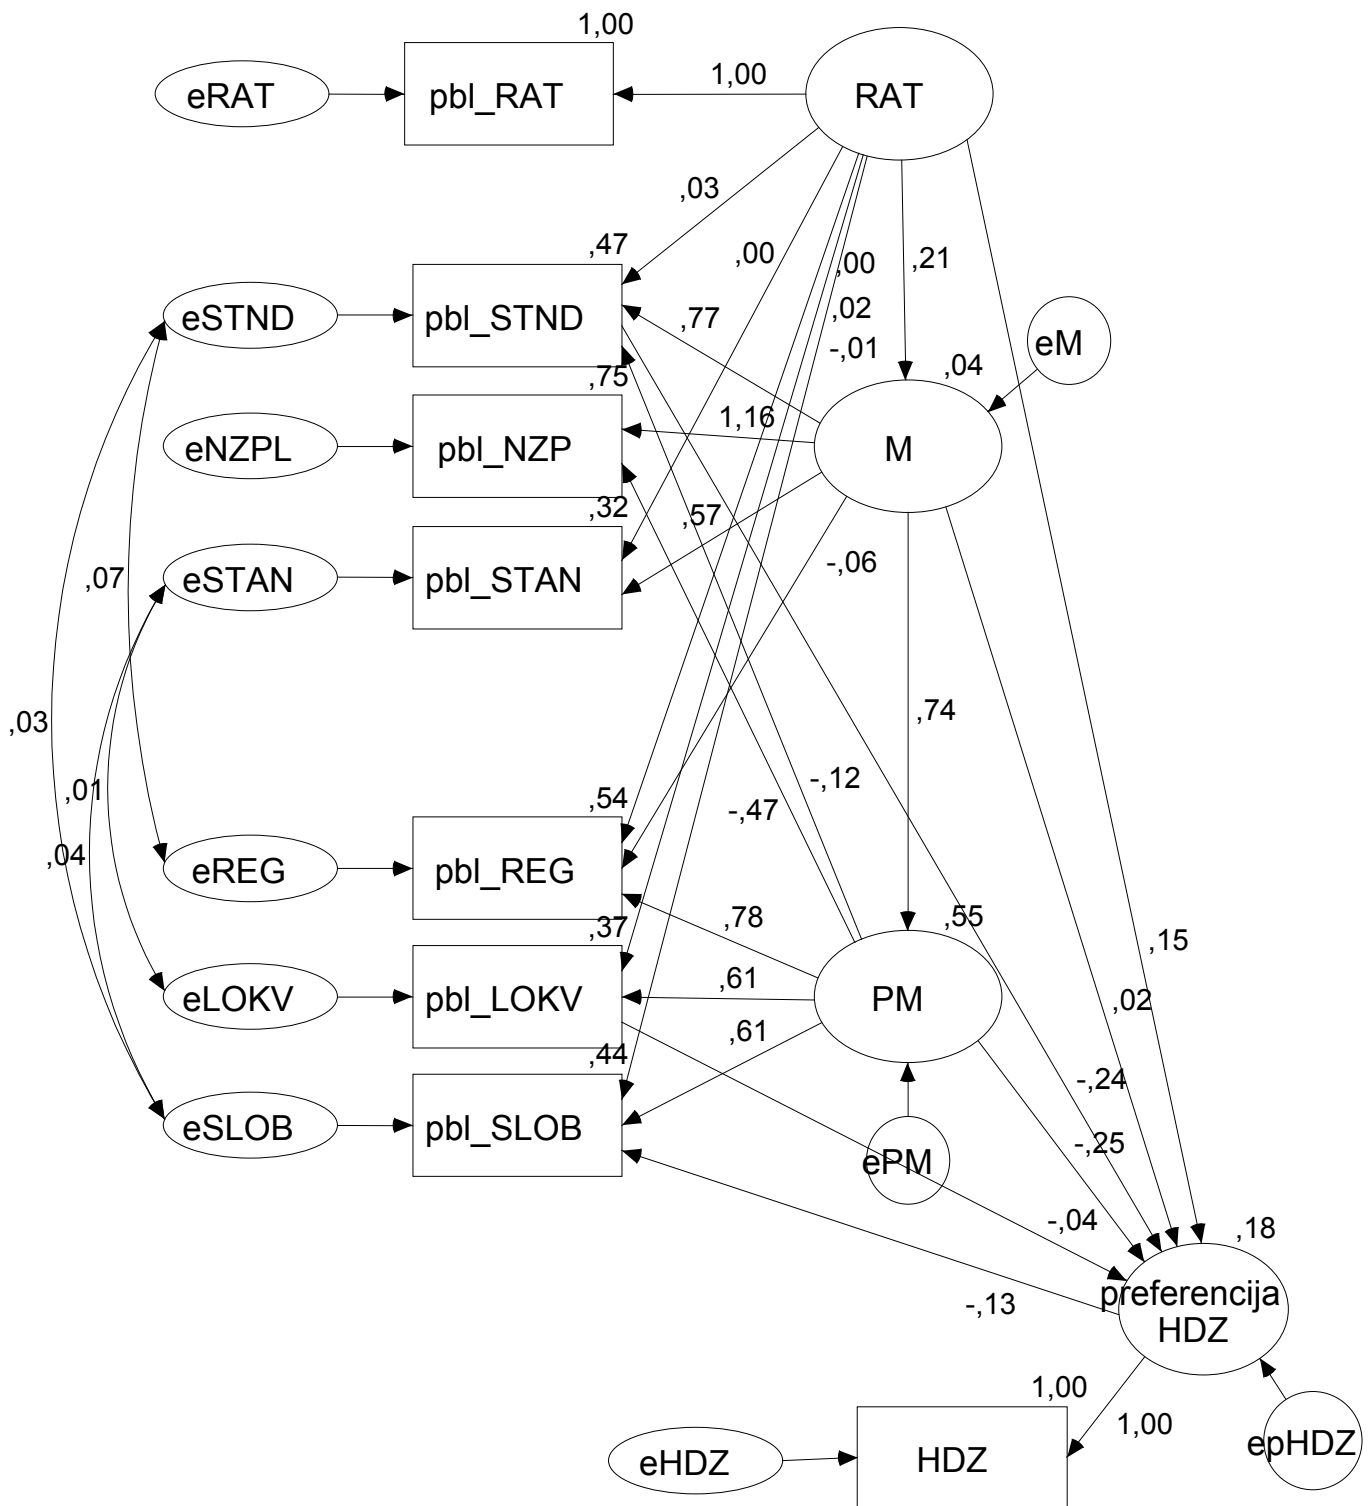 1,00
eRAT
pbl_RAT
1,00
RAT
,03
,47
,00
,00
,21
,02
-,01
eSTND
pbl_STND
,77
eM
,04
,75
1,16
eNZPL
pbl_NZP
M
,32
,57
-,06
,07
eSTAN
pbl_STAN
,74
,03
,01
-,12
-,47
,54
,04
eREG
pbl_REG
,78
,55
,37
,15
eLOKV
pbl_LOKV
,61
PM
,02
,61
,44
-,24
eSLOB
pbl_SLOB
-,25
ePM
-,04
,18
-,13
preferencija
HDZ
1,00
1,00
eHDZ
HDZ
epHDZ